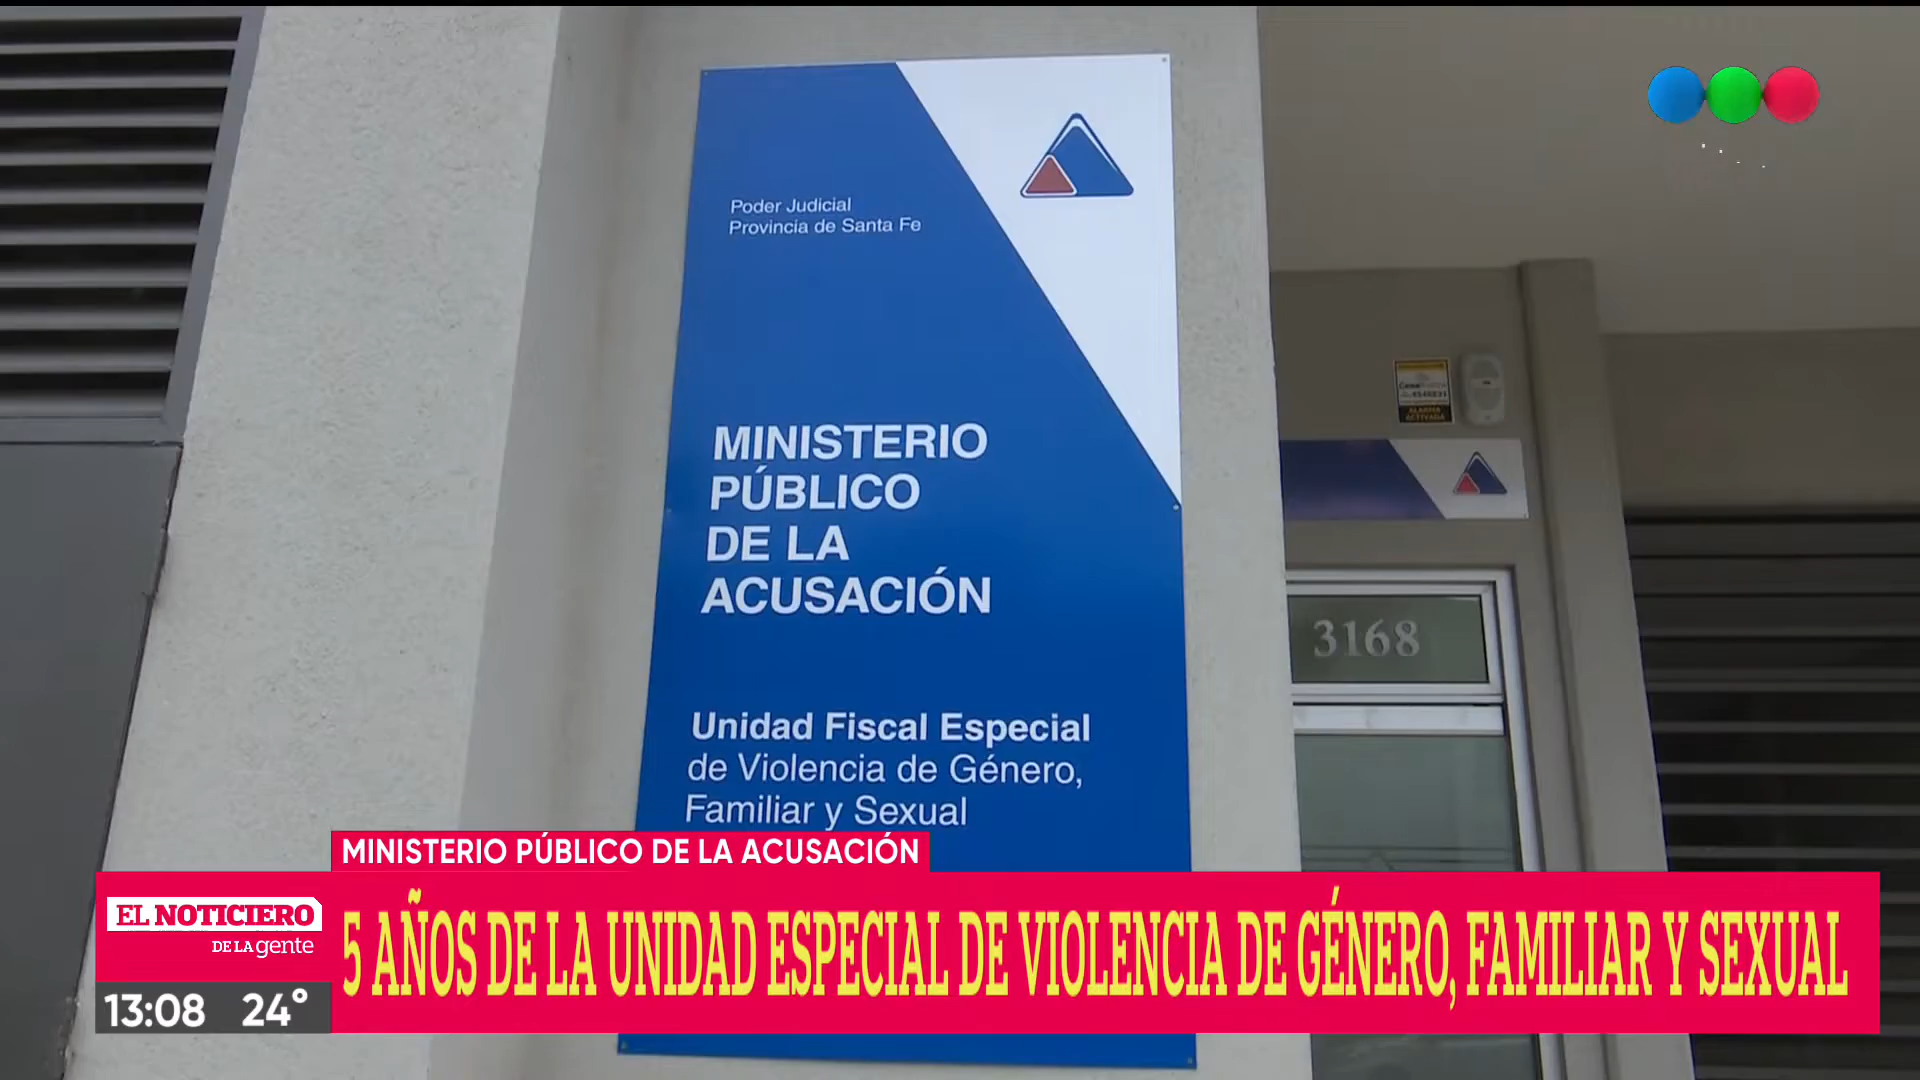 Poder Judicial
Provincia de Santa Fe
MINISTERIO
PÚBLICO
DE LA
ACUSACIÓN
Unidad Fiscal Especial
de Violencia de Género,
Familiar y Sexual
ALARMA
ACTIVADA
3168
MINISTERIO PÚBLICO DE LA ACUSACIÓN
EL NOTICIERO
DE LA gente
5 AÑOS DE LA UNIDAD ESPECIAL DE VIOLENCIA DE GÉNERO, FAMILIAR Y SEXUAL
13:08 24°